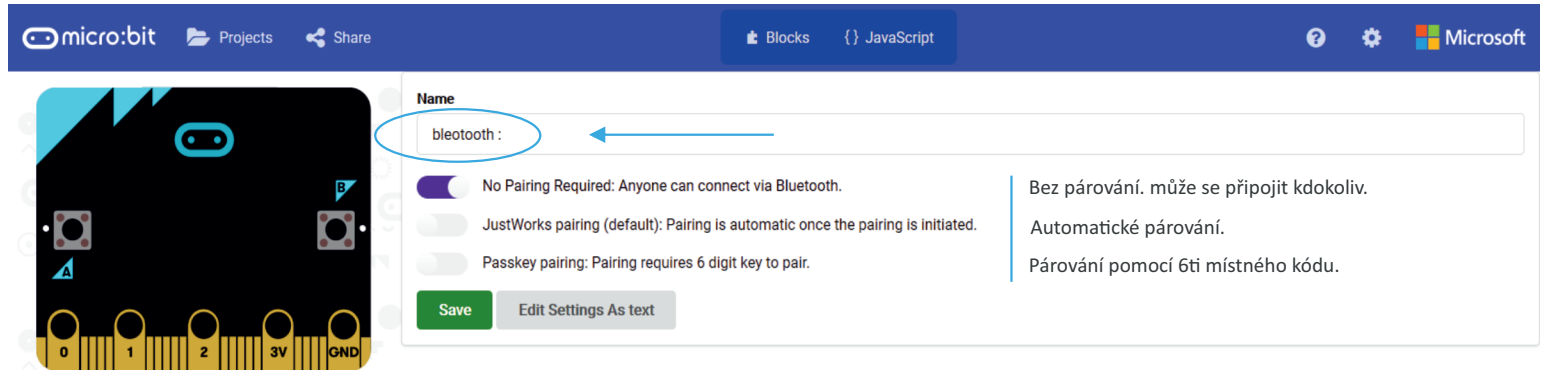 micro:bit Projects Share Blocks {} JavaScript ? Microsoft
Name
bleotooth :
No Pairing Required: Anyone can connect via Bluetooth. Bez párování. může se připojit kdokoliv.
JustWorks pairing (default): Pairing is automatic once the pairing is initiated. Automatické párování.
Passkey pairing: Pairing requires 6 digit key to pair. Párování pomocí 6ti místného kódu.
Save Edit Settings As text
B
A
0 1 2 3V GND